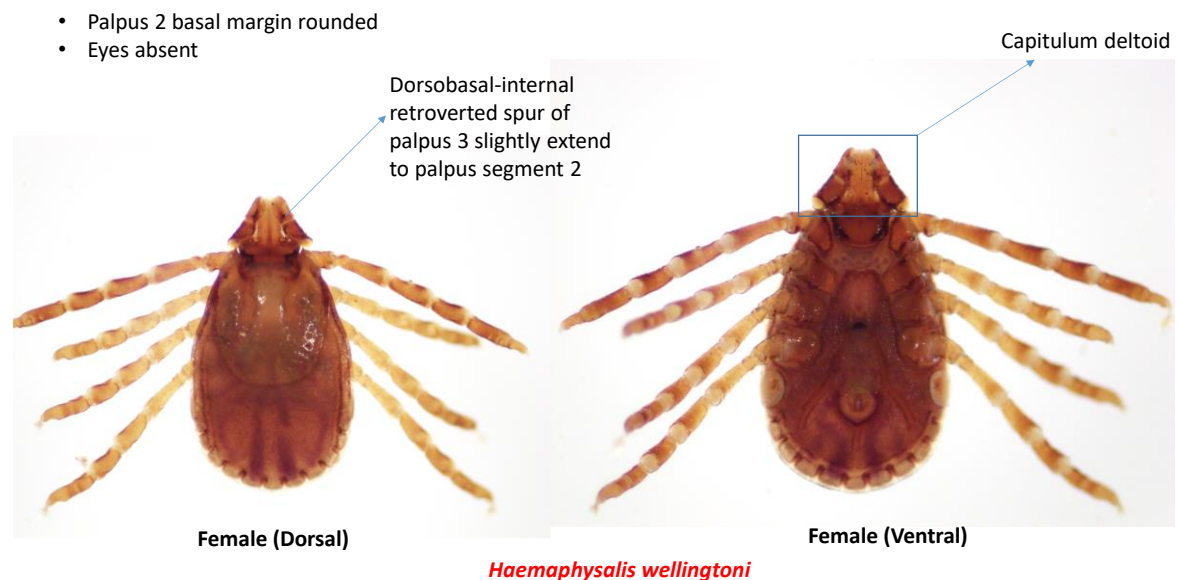 • Palpus 2 basal margin rounded
• Eyes absent
Capitulum deltoid
Dorsobasal-internal
retroverted spur of
palpus 3 slightly extend
to palpus segment 2
Female (Dorsal)
Female (Ventral)
Haemaphysalis wellingtoni